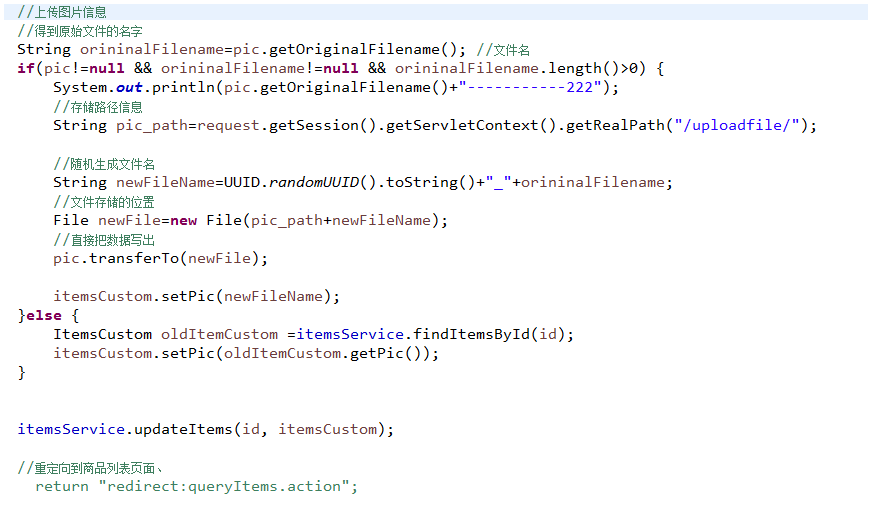 //上传图片信息
//得到原始文件的名字
String orininalFilename=pic.getOriginalFilename(); //文件名
if(pic!=null && orininalFilename!=null && orininalFilename.length()>0) {
    System.out.println(pic.getOriginalFilename()+"-----------222");
    //存储路径信息
    String pic_path=request.getSession().getServletContext().getRealPath("/uploadfile/");
    //随机生成文件名
    String newFileName=UUID.randomUUID().toString()+"_"+orininalFilename;
    //文件存储的位置
    File newFile=new File(pic_path+newFileName);
    //直接把数据写出
    pic.transferTo(newFile);
    itemsCustom.setPic(newFileName);
}else {
    ItemsCustom oldItemCustom =itemsService.findItemsById(id);
    itemsCustom.setPic(oldItemCustom.getPic());
}
itemsService.updateItems(id, itemsCustom);
//重定向到商品列表页面、
  return "redirect:queryItems.action";